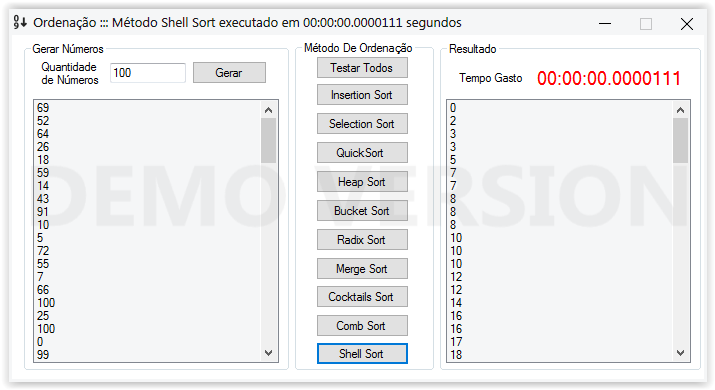 Ordenação ::: Método Shell Sort executado em 00:00:00.0000111 segundos
Gerar Números
Quantidade
de Números
100
Gerar
69
52
64
26
18
59
14
43
91
10
5
72
55
7
66
100
25
100
0
99
Método De Ordenação
Testar Todos
Insertion Sort
Selection Sort
QuickSort
Heap Sort
Bucket Sort
Radix Sort
Merge Sort
Cocktails Sort
Comb Sort
Shell Sort
Resultado
Tempo Gasto 00:00:00.0000111
0
2
3
3
5
7
7
8
8
8
10
10
10
12
12
14
16
16
17
18
DEMO VERSION